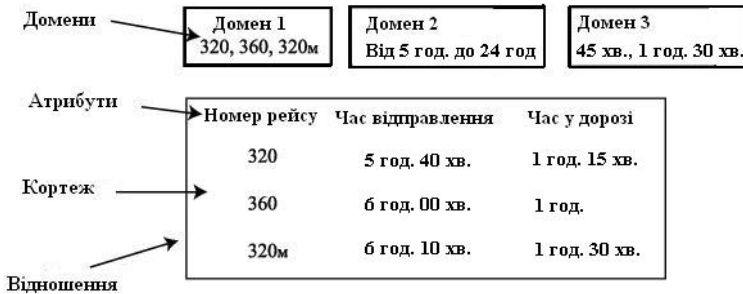 Домени
Домен 1
320, 360, 320м
Домен 2
Від 5 год. до 24 год
Домен 3
45 хв., 1 год. 30 хв.
Атрибути
Номер рейсу Час відправлення Час у дорозі
320 5 год. 40 хв. 1 год. 15 хв.
Кортеж
360 6 год. 00 хв. 1 год.
320м 6 год. 10 хв. 1 год. 30 хв.
Відношення